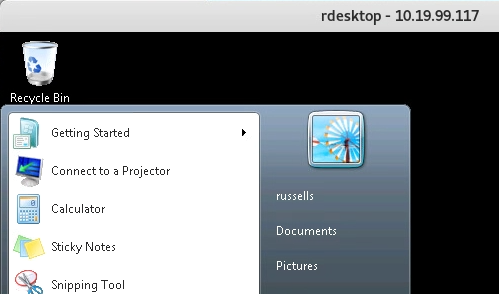 rdesktop - 10.19.99.117
Recycle Bin
Getting Started
Connect to a Projector
Calculator
Sticky Notes
Snipping Tool
russells
Documents
Pictures